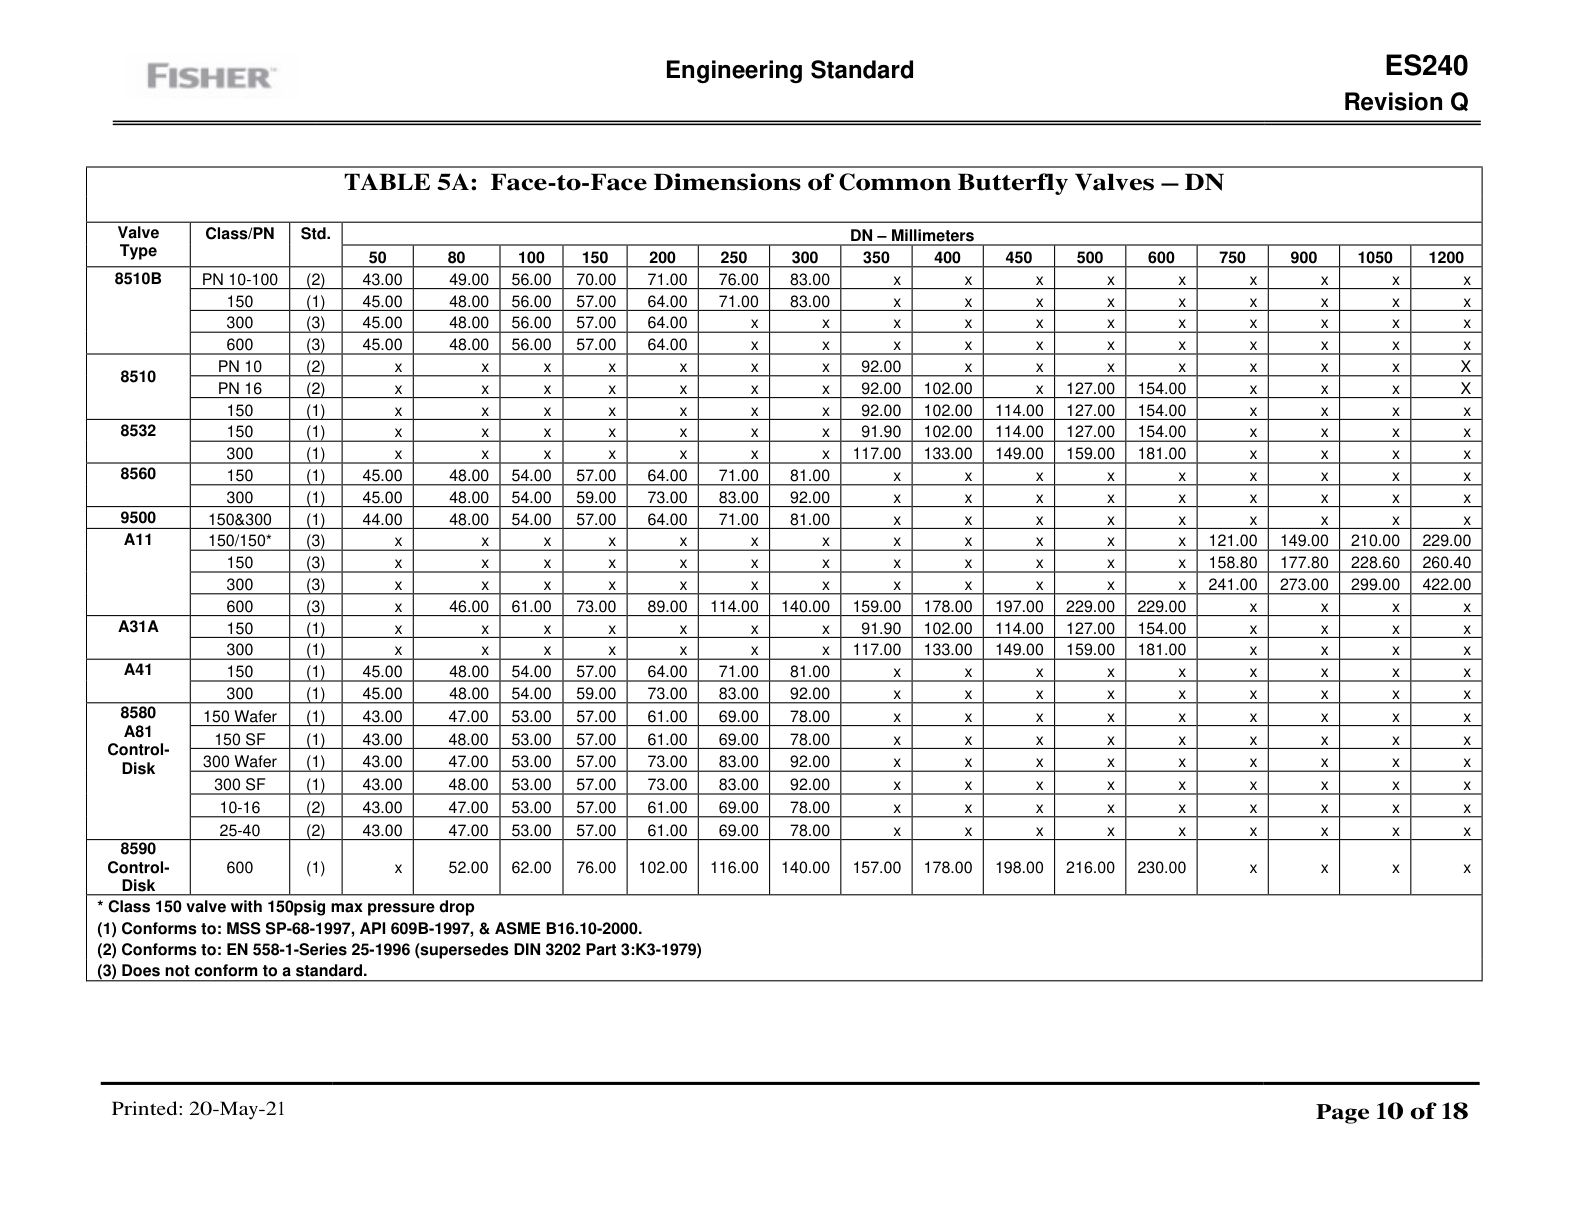 FISHER™
Engineering Standard
ES240
Revision Q
TABLE 5A: Face-to-Face Dimensions of Common Butterfly Valves – DN
Valve Type Class/PN Std. DN – Millimeters
50 80 100 150 200 250 300 350 400 450 500 600 750 900 1050 1200
8510B PN 10-100 (2) 43.00 49.00 56.00 70.00 71.00 76.00 83.00 x x x x x x x x x
150 (1) 45.00 48.00 56.00 57.00 64.00 71.00 83.00 x x x x x x x x x
300 (3) 45.00 48.00 56.00 57.00 64.00 x x x x x x x x x x x
600 (3) 45.00 48.00 56.00 57.00 64.00 x x x x x x x x x x x
8510 PN 10 (2) x x x x x x x 92.00 x x x x x x x X
PN 16 (2) x x x x x x x 92.00 102.00 x 127.00 154.00 x x x X
150 (1) x x x x x x x 92.00 102.00 114.00 127.00 154.00 x x x x
8532 150 (1) x x x x x x x 91.90 102.00 114.00 127.00 154.00 x x x x
300 (1) x x x x x x x 117.00 133.00 149.00 159.00 181.00 x x x x
8560 150 (1) 45.00 48.00 54.00 57.00 64.00 71.00 81.00 x x x x x x x x x
300 (1) 45.00 48.00 54.00 59.00 73.00 83.00 92.00 x x x x x x x x x
9500 150&300 (1) 44.00 48.00 54.00 57.00 64.00 71.00 81.00 x x x x x x x x x
A11 150/150* (3) x x x x x x x x x x x x 121.00 149.00 210.00 229.00
150 (3) x x x x x x x x x x x x 158.80 177.80 228.60 260.40
300 (3) x x x x x x x x x x x x 241.00 273.00 299.00 422.00
600 (3) x 46.00 61.00 73.00 89.00 114.00 140.00 159.00 178.00 197.00 229.00 229.00 x x x x
A31A 150 (1) x x x x x x x 91.90 102.00 114.00 127.00 154.00 x x x x
300 (1) x x x x x x x 117.00 133.00 149.00 159.00 181.00 x x x x
A41 150 (1) 45.00 48.00 54.00 57.00 64.00 71.00 81.00 x x x x x x x x x
300 (1) 45.00 48.00 54.00 59.00 73.00 83.00 92.00 x x x x x x x x x
8580 A81 Control-Disk 150 Wafer (1) 43.00 47.00 53.00 57.00 61.00 69.00 78.00 x x x x x x x x x
150 SF (1) 43.00 48.00 53.00 57.00 61.00 69.00 78.00 x x x x x x x x x
300 Wafer (1) 43.00 47.00 53.00 57.00 73.00 83.00 92.00 x x x x x x x x x
300 SF (1) 43.00 48.00 53.00 57.00 73.00 83.00 92.00 x x x x x x x x x
10-16 (2) 43.00 47.00 53.00 57.00 61.00 69.00 78.00 x x x x x x x x x
25-40 (2) 43.00 47.00 53.00 57.00 61.00 69.00 78.00 x x x x x x x x x
8590 Control-Disk 600 (1) x 52.00 62.00 76.00 102.00 116.00 140.00 157.00 178.00 198.00 216.00 230.00 x x x x
* Class 150 valve with 150psig max pressure drop
(1) Conforms to: MSS SP-68-1997, API 609B-1997, & ASME B16.10-2000.
(2) Conforms to: EN 558-1-Series 25-1996 (supersedes DIN 3202 Part 3:K3-1979)
(3) Does not conform to a standard.
Printed: 20-May-21
Page 10 of 18